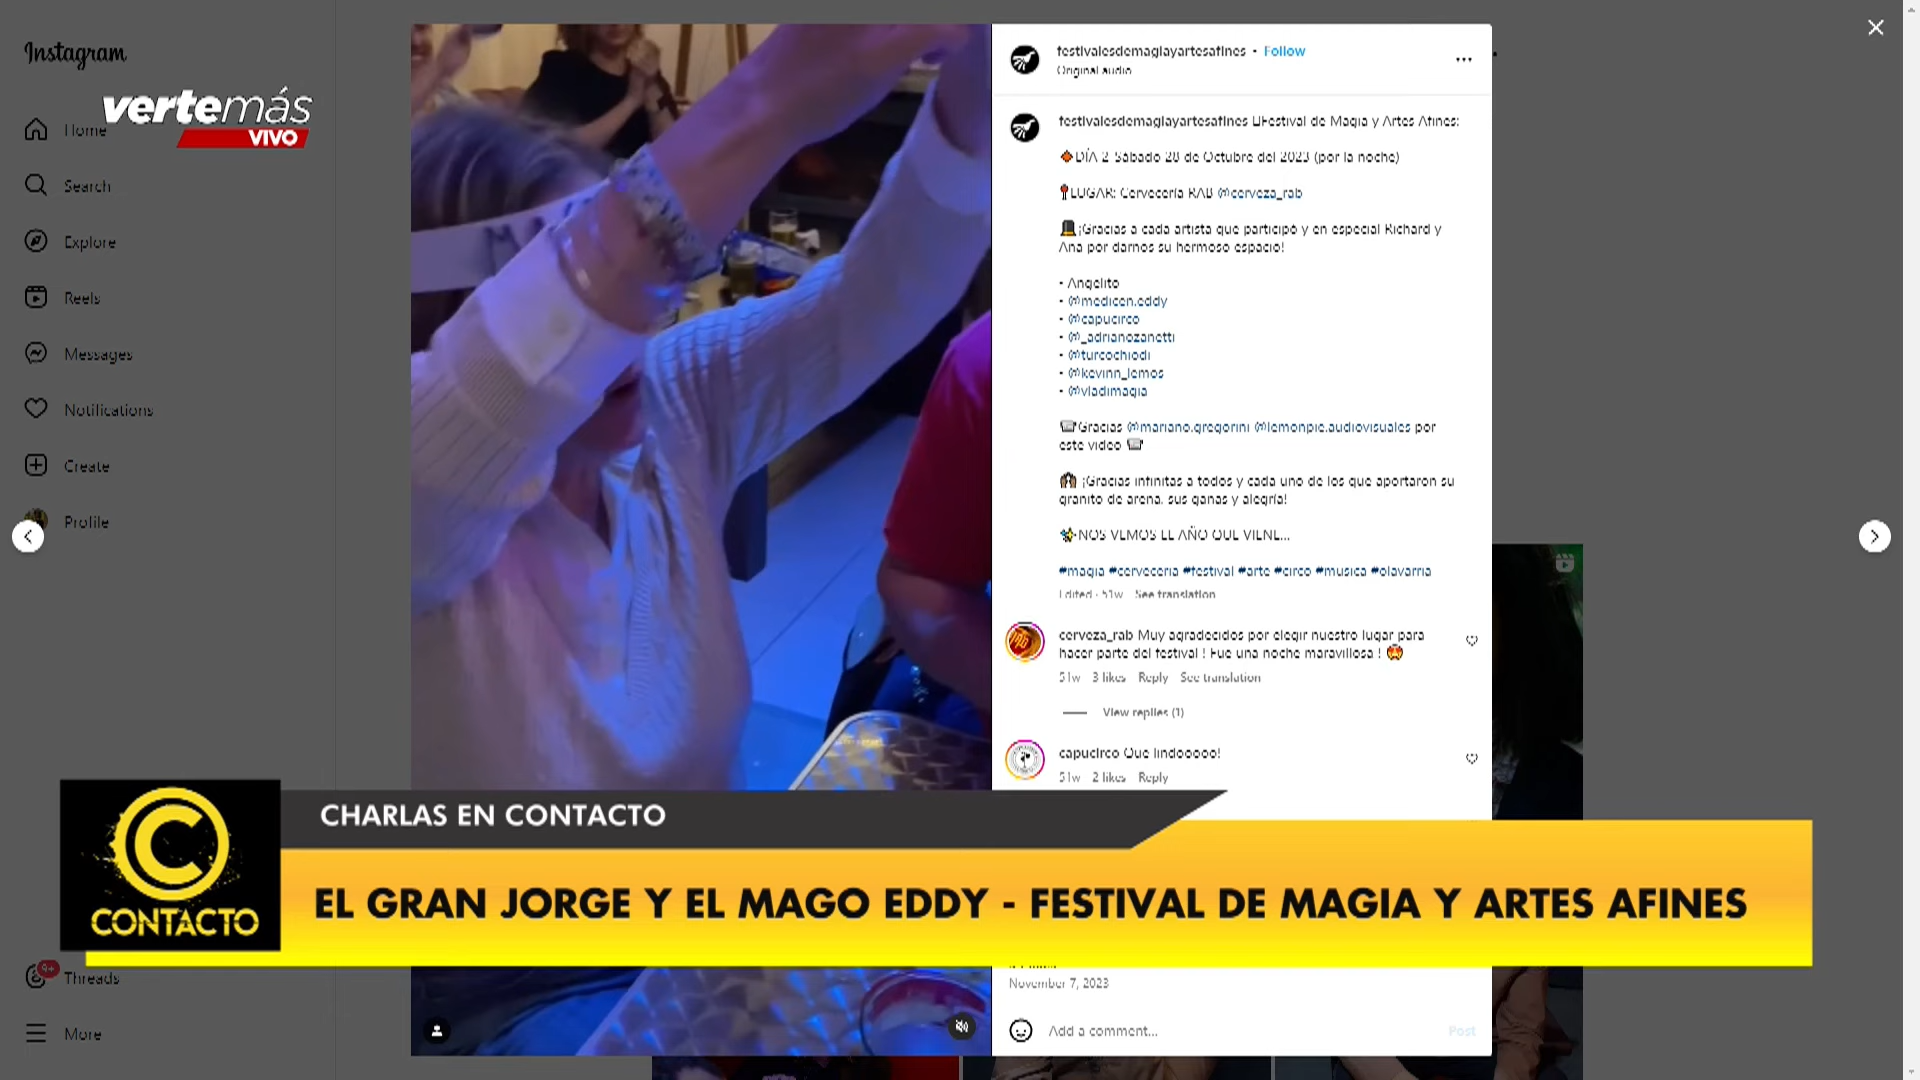 Instagram
vertemás
VIVO
Home
Search
Explore
Reels
Messages
Notifications
Create
Profile
9+
Threads
More
festivalesdemagiayartesafines • Follow
Original audio
festivalesdemagiayartesafines Festival de Magia y Artes Afines:
DÍA 2 Sábado 28 de Octubre del 2023 (por la noche)
LUGAR: Cervecería RAB @cerveza_rab
¡Gracias a cada artista que participó y en especial Richard y
Ana por darnos su hermoso espacio!
• Angelito
• @medicen.eddy
• @capucirco
• @_adrianozanetti
• @turcochiodi
• @kevinn_lemos
• @vladimagia
Gracias @mariano.gregorini @lemonpie.audiovisuales por
este video
¡Gracias infinitas a todos y cada uno de los que aportaron su
granito de arena, sus ganas y alegría!
NOS VEMOS EL AÑO QUE VIENE...
#magia #cerveceria #festival #arte #circo #musica #olavarria
Edited · 51w See translation
cerveza_rab Muy agradecidos por elegir nuestro lugar para
hacer parte del festival ! Fue una noche maravillosa !
51w 3 likes Reply See translation
View replies (1)
capucirco Que lindooooo!
51w 2 likes Reply
CHARLAS EN CONTACTO
CONTACTO
EL GRAN JORGE Y EL MAGO EDDY - FESTIVAL DE MAGIA Y ARTES AFINES
November 7, 2023
Add a comment...
Post